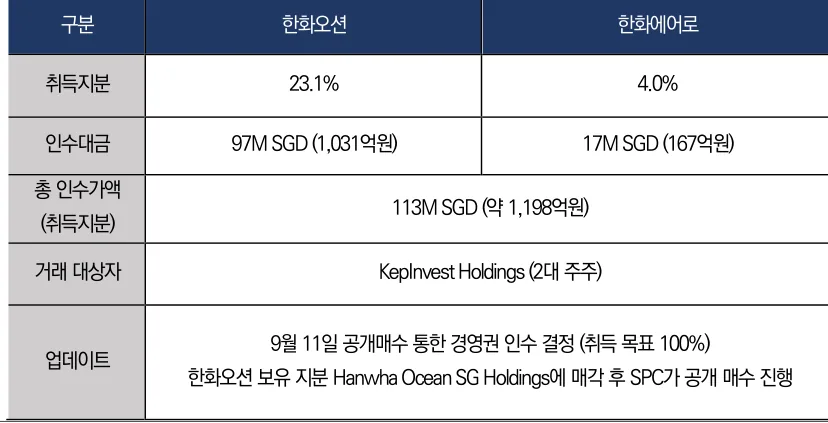 구분 한화오션 한화에어로
취득지분 23.1% 4.0%
인수대금 97M SGD (1,031억원) 17M SGD (167억원)
총 인수가액
(취득지분)
113M SGD (약 1,198억원)
거래 대상자 KepInvest Holdings (2대 주주)
업데이트
9월 11일 공개매수 통한 경영권 인수 결정 (취득 목표 100%)
한화오션 보유 지분 Hanwha Ocean SG Holdings에 매각 후 SPC가 공개 매수 진행